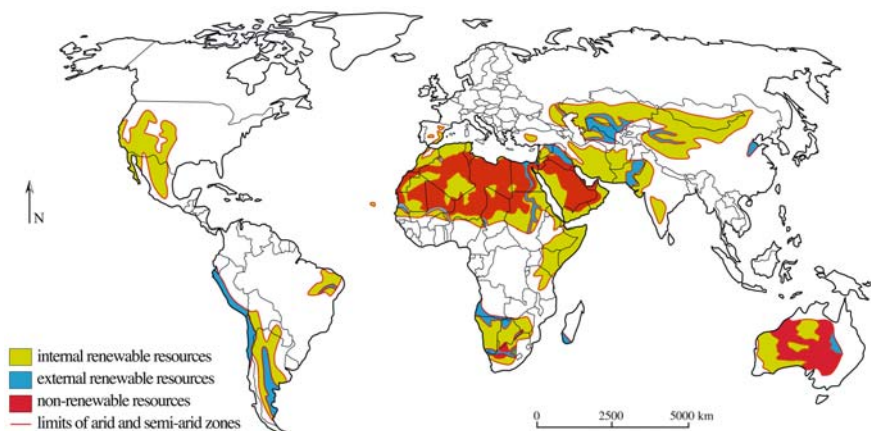 N
internal renewable resources
external renewable resources
non-renewable resources
limits of arid and semi-arid zones
0 2500 5000 km